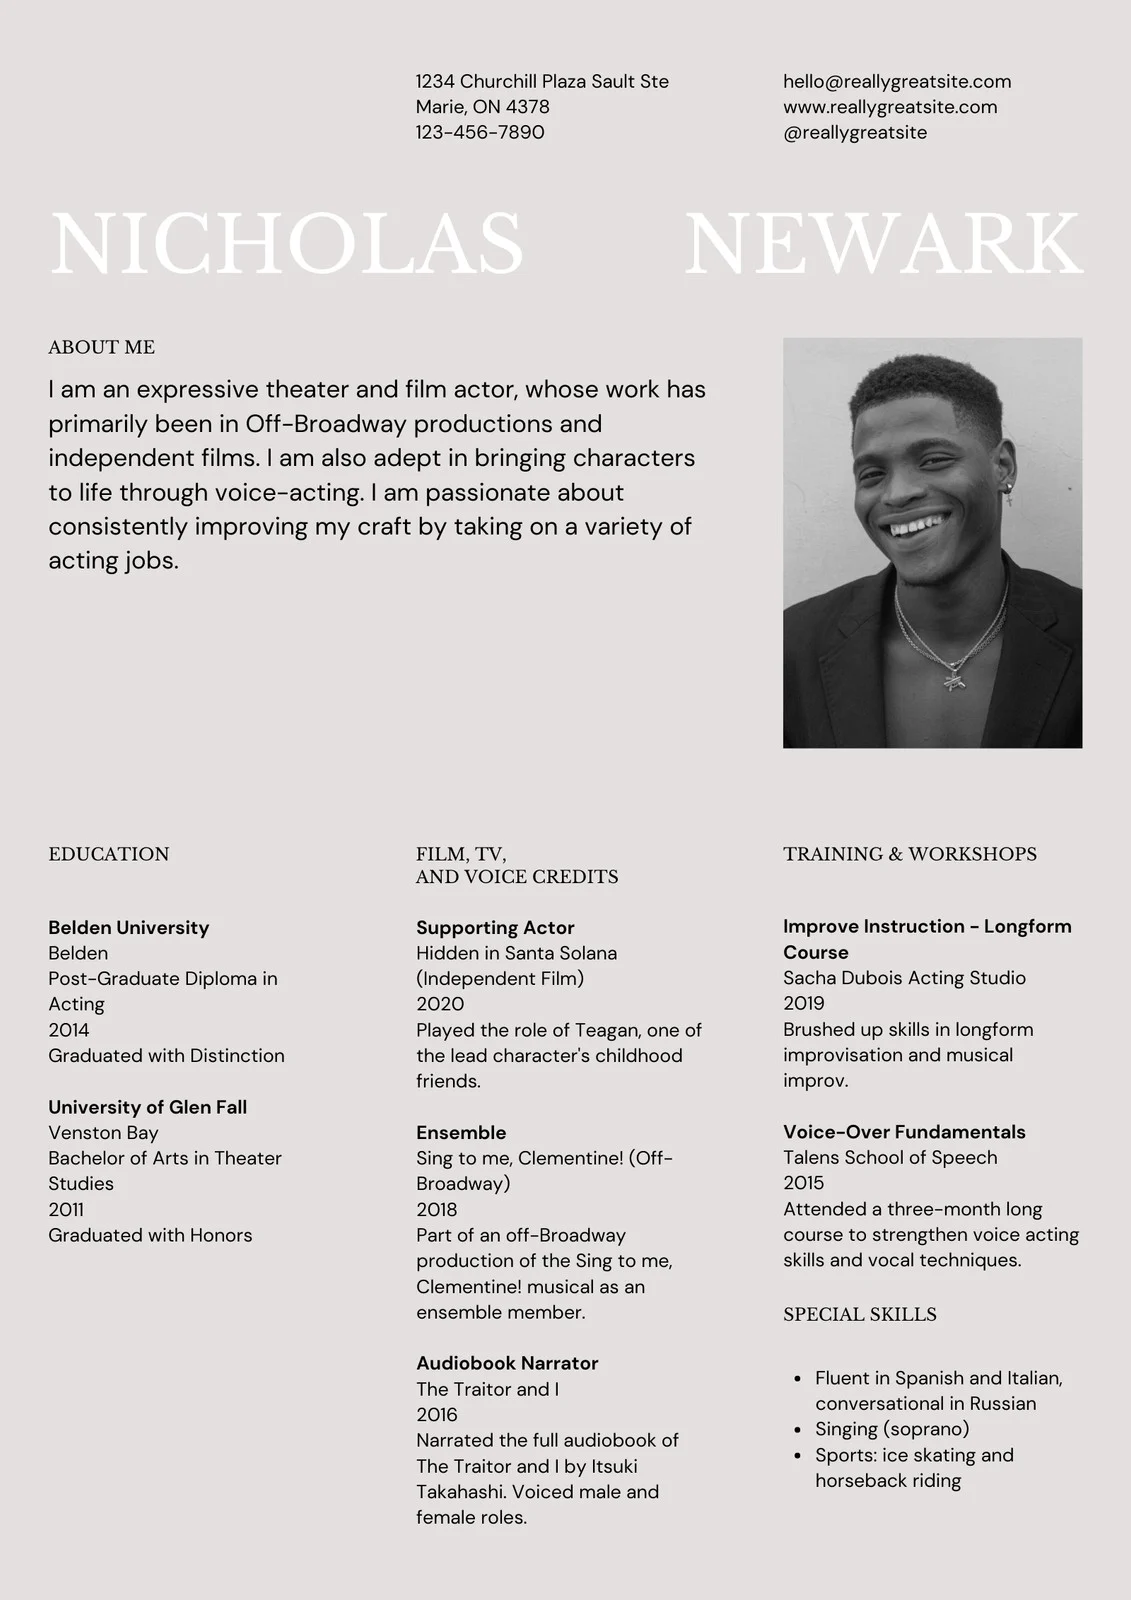 1234 Churchill Plaza Sault Ste
Marie, ON 4378
123-456-7890
hello@reallygreatsite.com
www.reallygreatsite.com
@reallygreatsite
NICHOLAS NEWARK
ABOUT ME
I am an expressive theater and film actor, whose work has
primarily been in Off-Broadway productions and
independent films. I am also adept in bringing characters
to life through voice-acting. I am passionate about
consistently improving my craft by taking on a variety of
acting jobs.
EDUCATION
Belden University
Belden
Post-Graduate Diploma in
Acting
2014
Graduated with Distinction
University of Glen Fall
Venston Bay
Bachelor of Arts in Theater
Studies
2011
Graduated with Honors
FILM, TV,
AND VOICE CREDITS
Supporting Actor
Hidden in Santa Solana
(Independent Film)
2020
Played the role of Teagan, one of
the lead character's childhood
friends.
Ensemble
Sing to me, Clementine! (Off-
Broadway)
2018
Part of an off-Broadway
production of the Sing to me,
Clementine! musical as an
ensemble member.
Audiobook Narrator
The Traitor and I
2016
Narrated the full audiobook of
The Traitor and I by Itsuki
Takahashi. Voiced male and
female roles.
TRAINING & WORKSHOPS
Improve Instruction - Longform
Course
Sacha Dubois Acting Studio
2019
Brushed up skills in longform
improvisation and musical
improv.
Voice-Over Fundamentals
Talens School of Speech
2015
Attended a three-month long
course to strengthen voice acting
skills and vocal techniques.
SPECIAL SKILLS
• Fluent in Spanish and Italian,
conversational in Russian
• Singing (soprano)
• Sports: ice skating and
horseback riding